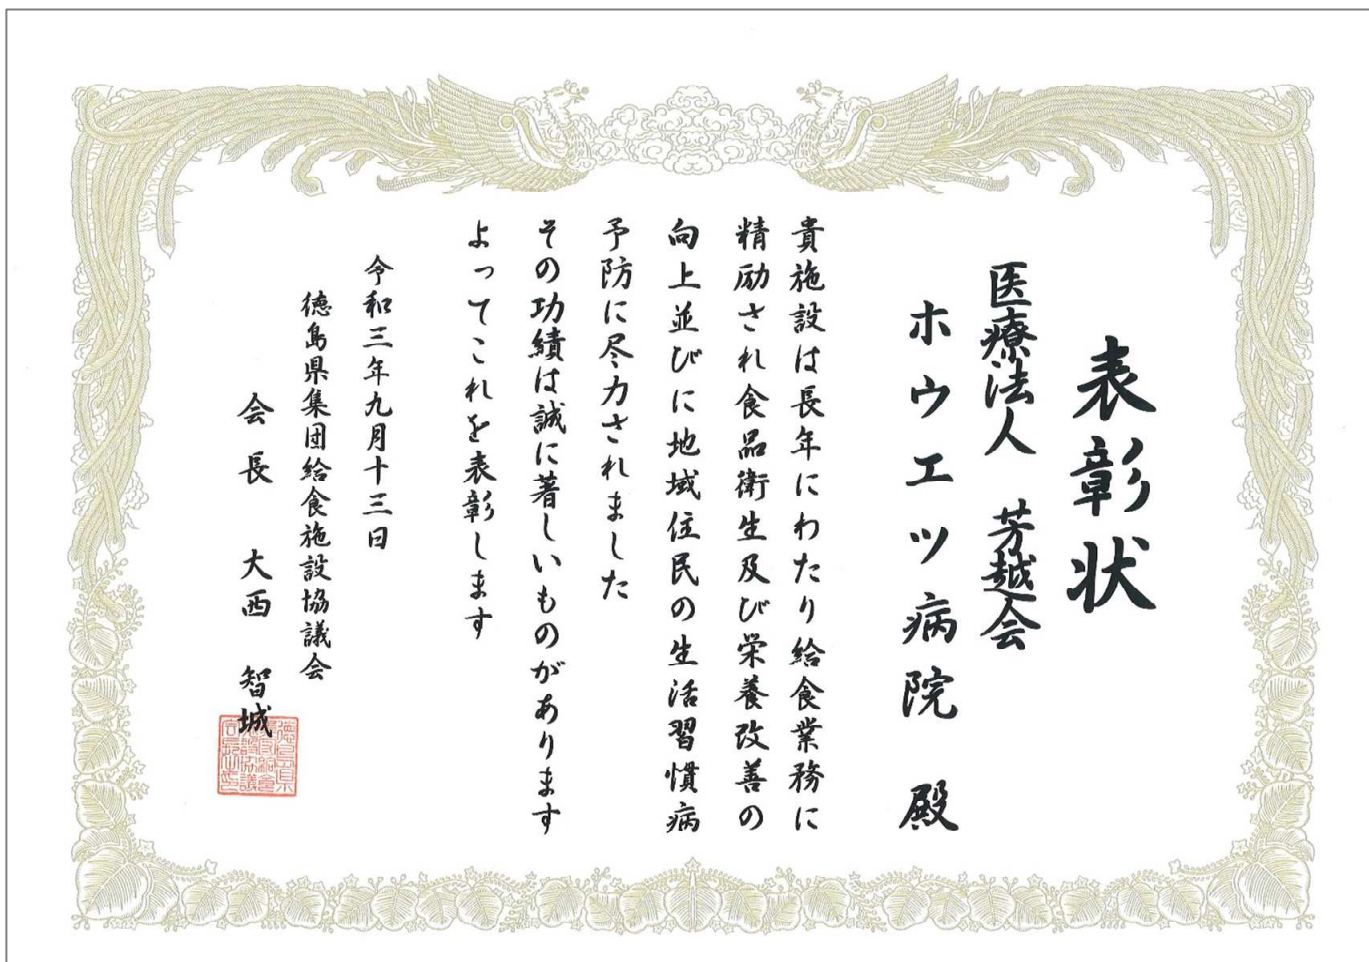 表彰状
医療法人 芳越会
ホウエツ病院 殿
貴施設は長年にわたり給食業務に
精励され食品衛生及び栄養改善の
向上並びに地域住民の生活習慣病
予防に尽力されました
その功績は誠に著しいものがあります
よってこれを表彰します
令和三年九月十三日
徳島県集団給食施設協議会
会長 大西 智城